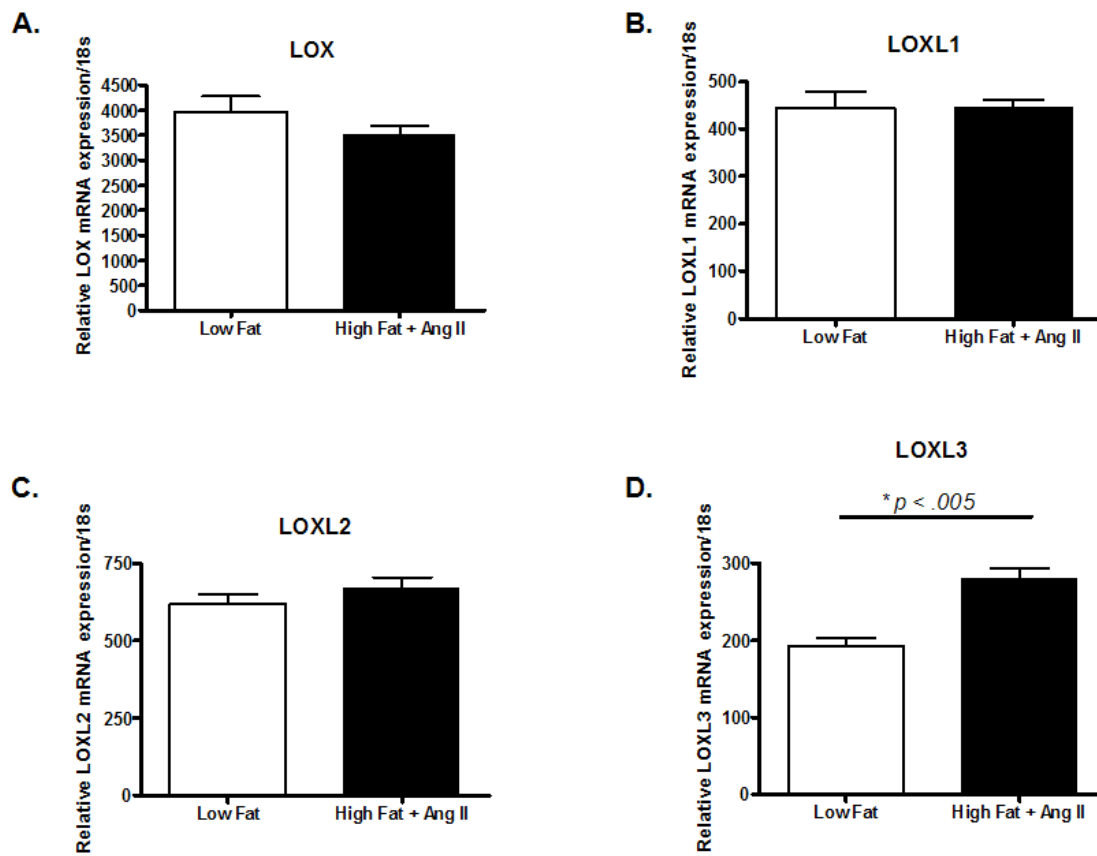 A.
LOX
Relative LOX mRNA expression/18s
4500
4000
3500
3000
2500
2000
1500
1000
500
0
Low Fat
High Fat + Ang II
B.
LOXL1
Relative LOXL1 mRNA expression/18s
500
400
300
200
100
0
Low Fat
High Fat + Ang II
C.
LOXL2
Relative LOXL2 mRNA expression/18s
750
500
250
0
Low Fat
High Fat + Ang II
LOXL3
D.
* p < .005
Relative LOXL3 mRNA expression/18s
300
200
100
0
Low Fat
High Fat + Ang II